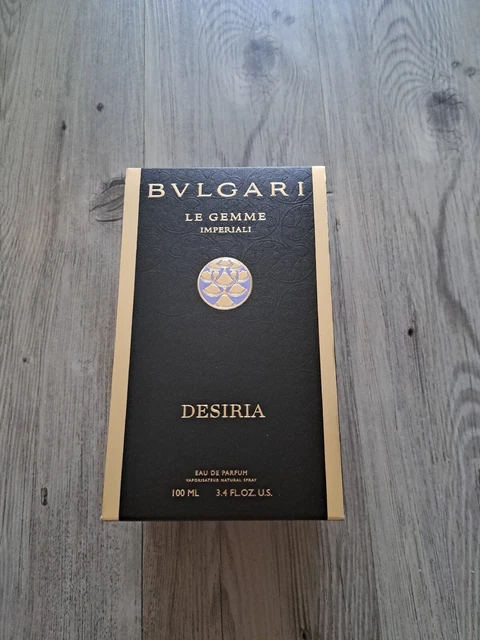 BVLGARI
LE GEMME
IMPERIALI
DESIRIA
EAU DE PARFUM
VAPORISATEUR NATURAL SPRAY
100 ML 3.4 FL.OZ. U.S.